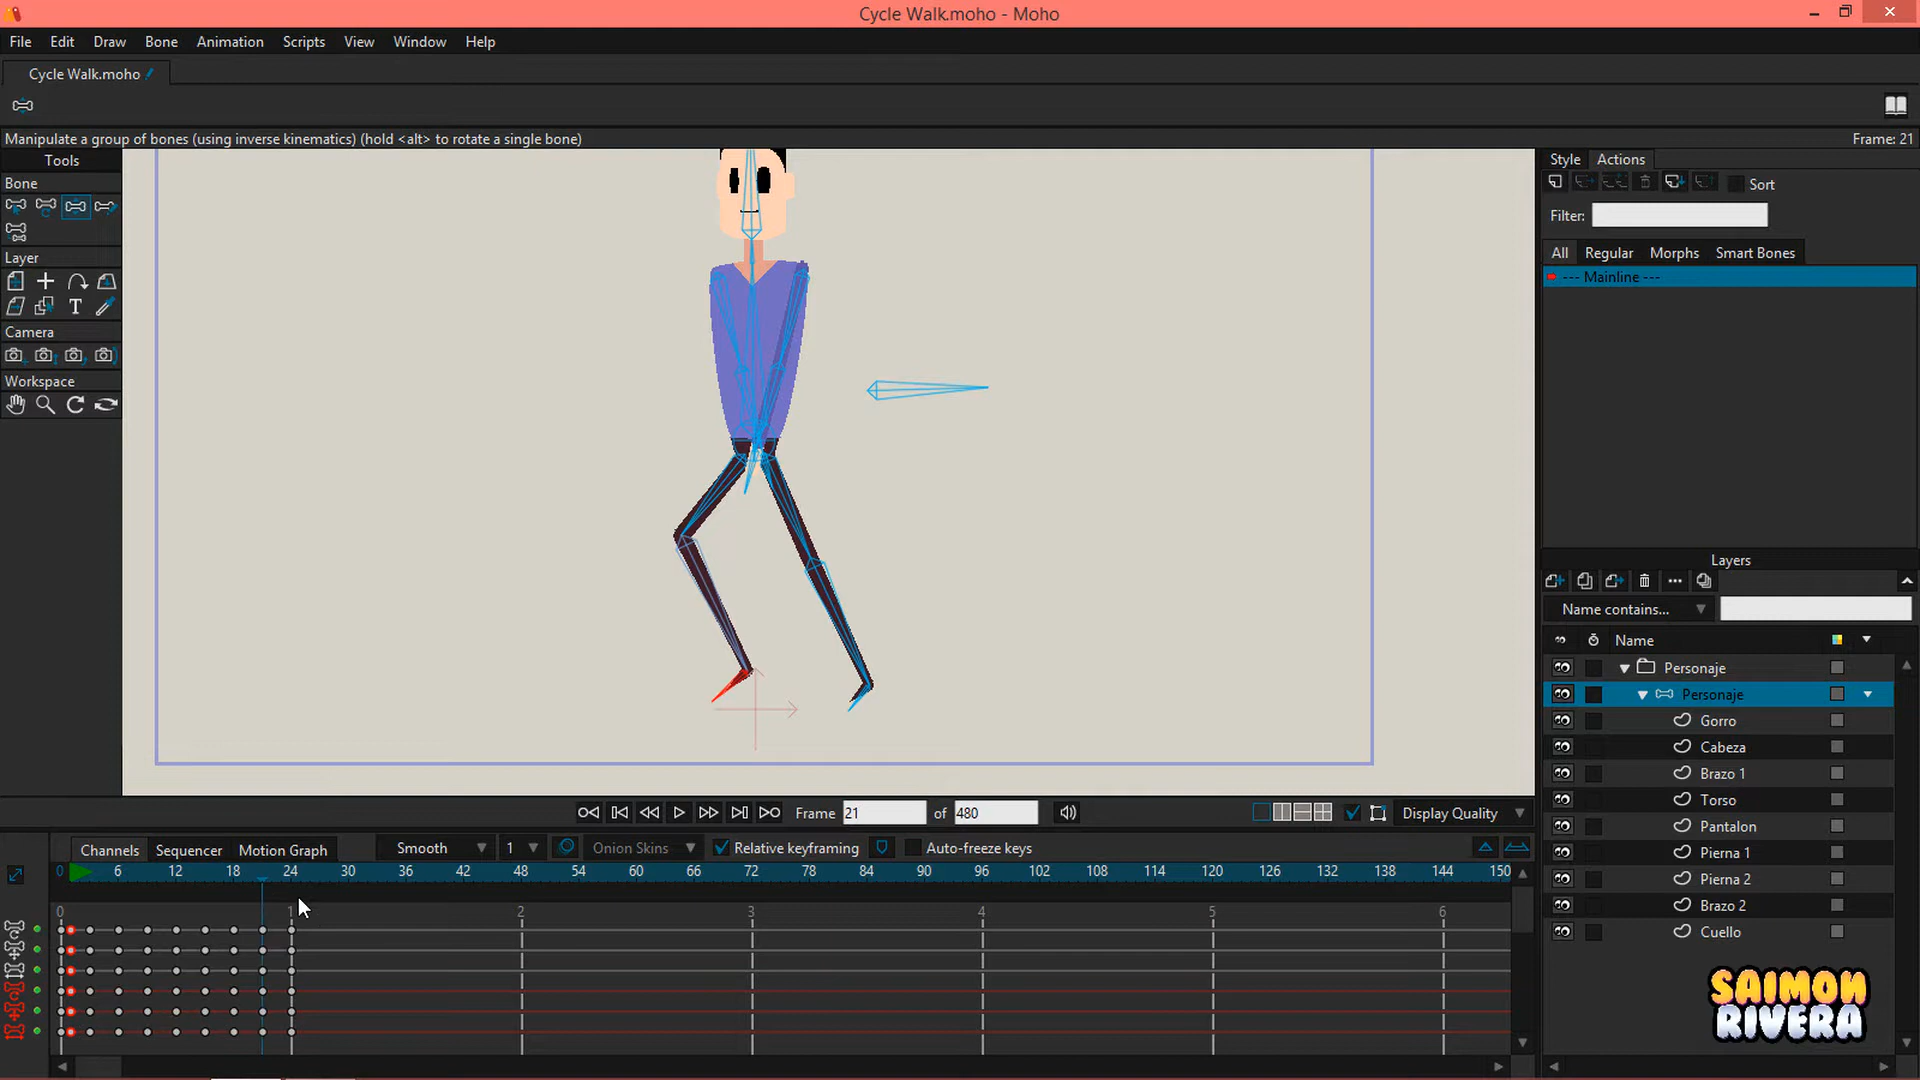 Cycle Walk.moho - Moho
File Edit Draw Bone Animation Scripts View Window Help
Cycle Walk.moho
Manipulate a group of bones (using inverse kinematics) (hold <alt> to rotate a single bone) Frame: 21
Tools
Bone
Layer
T
Camera
Workspace
Style Actions
Sort
Filter:
All Regular Morphs Smart Bones
--- Mainline ---
Layers
Name contains...
Name
Personaje
Personaje
Gorro
Cabeza
Brazo 1
Torso
Pantalon
Pierna 1
Pierna 2
Brazo 2
Cuello
Frame 21 of 480 Display Quality
Channels Sequencer Motion Graph Smooth 1 Onion Skins Relative keyframing Auto-freeze keys
0 6 12 18 24 30 36 42 48 54 60 66 72 78 84 90 96 102 108 114 120 126 132 138 144 150
0 1 2 3 4 5 6
SAIMON
RIVERA